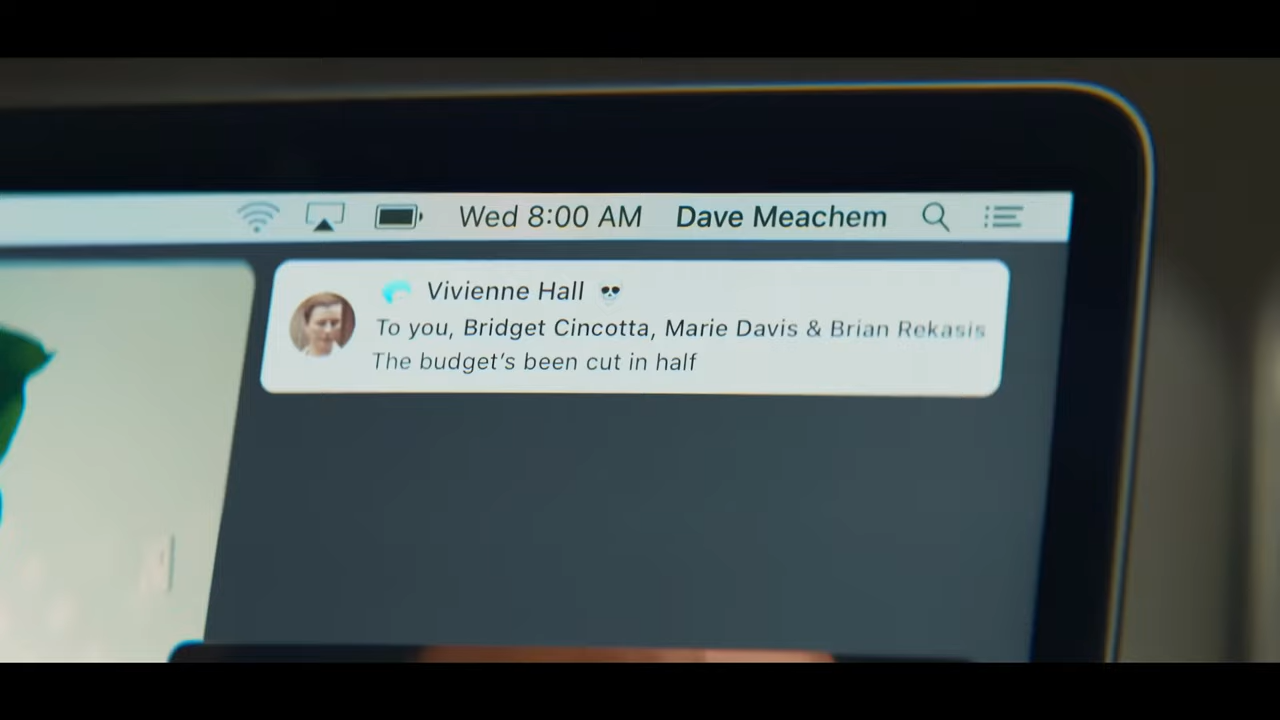 Wed 8:00 AM Dave Meachem
Vivienne Hall
To you, Bridget Cincotta, Marie Davis & Brian Rekasis
The budget's been cut in half